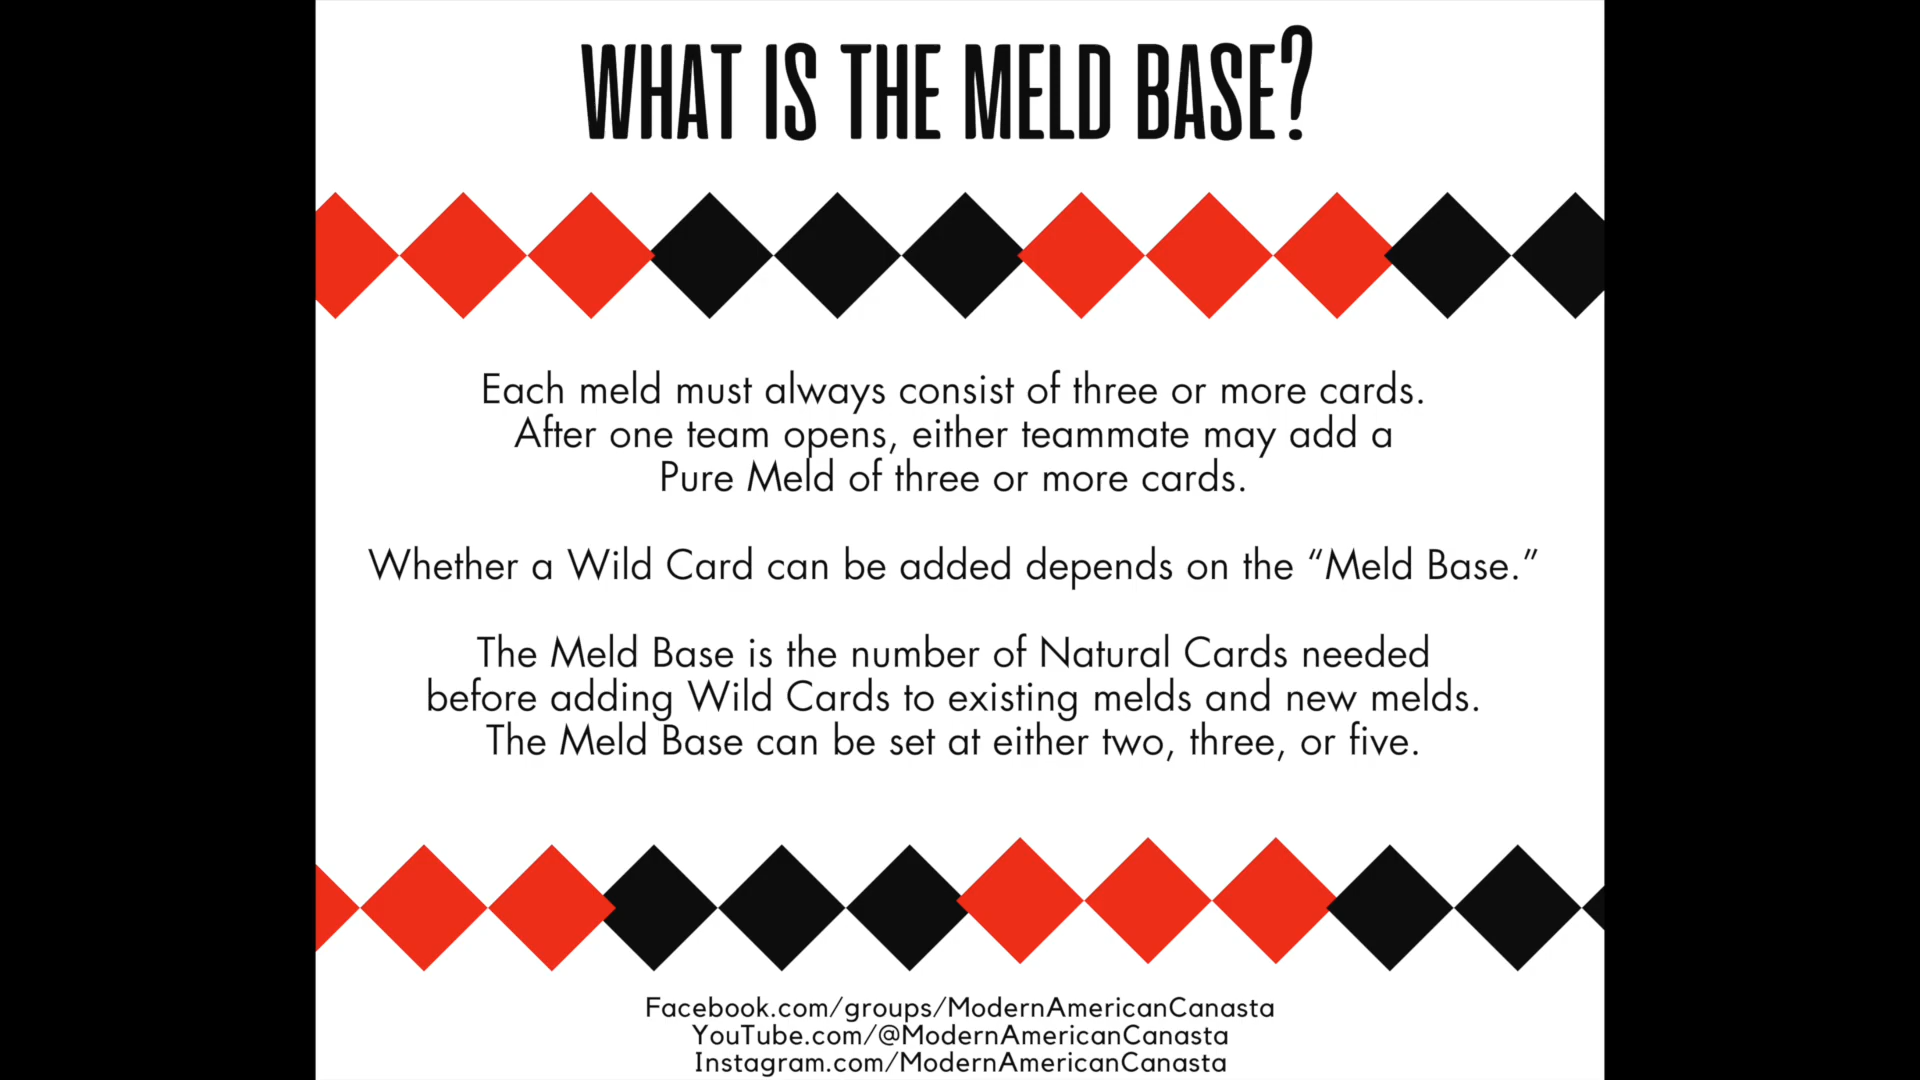 WHAT IS THE MELD BASE?
Each meld must always consist of three or more cards.
After one team opens, either teammate may add a
Pure Meld of three or more cards.
Whether a Wild Card can be added depends on the “Meld Base.”
The Meld Base is the number of Natural Cards needed
before adding Wild Cards to existing melds and new melds.
The Meld Base can be set at either two, three, or five.
Facebook.com/groups/ModernAmericanCanasta
YouTube.com/@ModernAmericanCanasta
Instagram.com/ModernAmericanCanasta